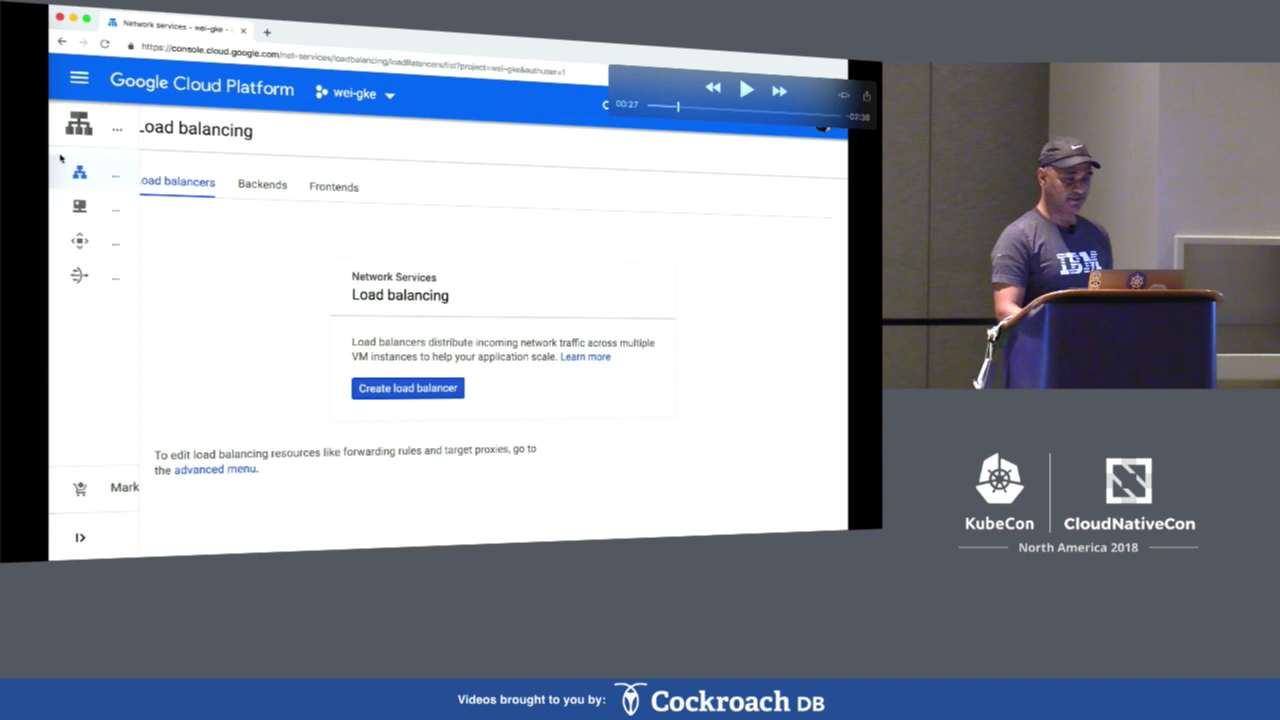 Network services - wei-gke -
https://console.cloud.google.com/net-services/loadbalancing/loadBalancers/list?project=wei-gke&authuser=1
Google Cloud Platform
wei-gke
00:27
-02:36
... Load balancing
... Load balancers Backends Frontends
...
...
...
Network Services
Load balancing
Load balancers distribute incoming network traffic across multiple
VM instances to help your application scale. Learn more
Create load balancer
To edit load balancing resources like forwarding rules and target proxies, go to
the advanced menu.
Mark
IBM
KubeCon
CloudNativeCon
North America 2018
Videos brought to you by:
Cockroach DB